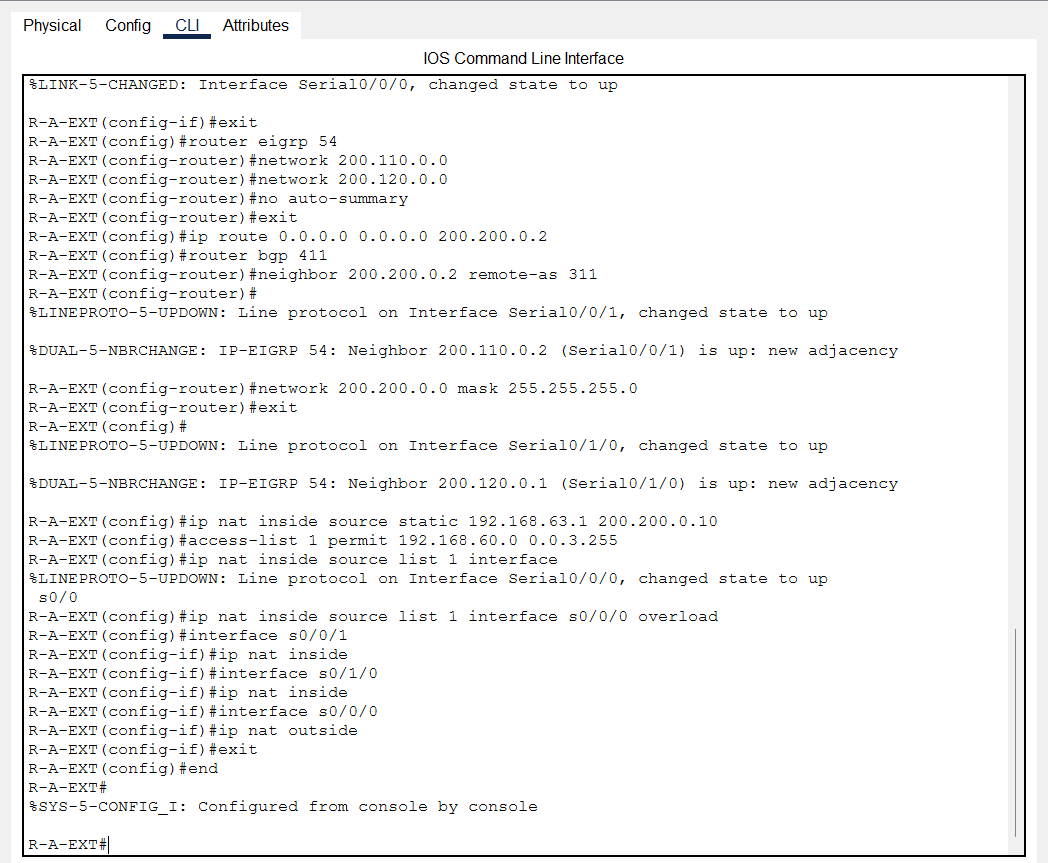 Physical Config CLI Attributes
IOS Command Line Interface
%LINK-5-CHANGED: Interface Serial0/0/0, changed state to up
R-A-EXT(config-if)#exit
R-A-EXT(config)#router eigrp 54
R-A-EXT(config-router)#network 200.110.0.0
R-A-EXT(config-router)#network 200.120.0.0
R-A-EXT(config-router)#no auto-summary
R-A-EXT(config-router)#exit
R-A-EXT(config)#ip route 0.0.0.0 0.0.0.0 200.200.0.2
R-A-EXT(config)#router bgp 411
R-A-EXT(config-router)#neighbor 200.200.0.2 remote-as 311
R-A-EXT(config-router)#
%LINEPROTO-5-UPDOWN: Line protocol on Interface Serial0/0/1, changed state to up
%DUAL-5-NBRCHANGE: IP-EIGRP 54: Neighbor 200.110.0.2 (Serial0/0/1) is up: new adjacency
R-A-EXT(config-router)#network 200.200.0.0 mask 255.255.255.0
R-A-EXT(config-router)#exit
R-A-EXT(config)#
%LINEPROTO-5-UPDOWN: Line protocol on Interface Serial0/1/0, changed state to up
%DUAL-5-NBRCHANGE: IP-EIGRP 54: Neighbor 200.120.0.1 (Serial0/1/0) is up: new adjacency
R-A-EXT(config)#ip nat inside source static 192.168.63.1 200.200.0.10
R-A-EXT(config)#access-list 1 permit 192.168.60.0 0.0.3.255
R-A-EXT(config)#ip nat inside source list 1 interface
%LINEPROTO-5-UPDOWN: Line protocol on Interface Serial0/0/0, changed state to up
s0/0
R-A-EXT(config)#ip nat inside source list 1 interface s0/0/0 overload
R-A-EXT(config)#interface s0/0/1
R-A-EXT(config-if)#ip nat inside
R-A-EXT(config-if)#interface s0/1/0
R-A-EXT(config-if)#ip nat inside
R-A-EXT(config-if)#interface s0/0/0
R-A-EXT(config-if)#ip nat outside
R-A-EXT(config-if)#exit
R-A-EXT(config)#end
R-A-EXT#
%SYS-5-CONFIG_I: Configured from console by console
R-A-EXT#